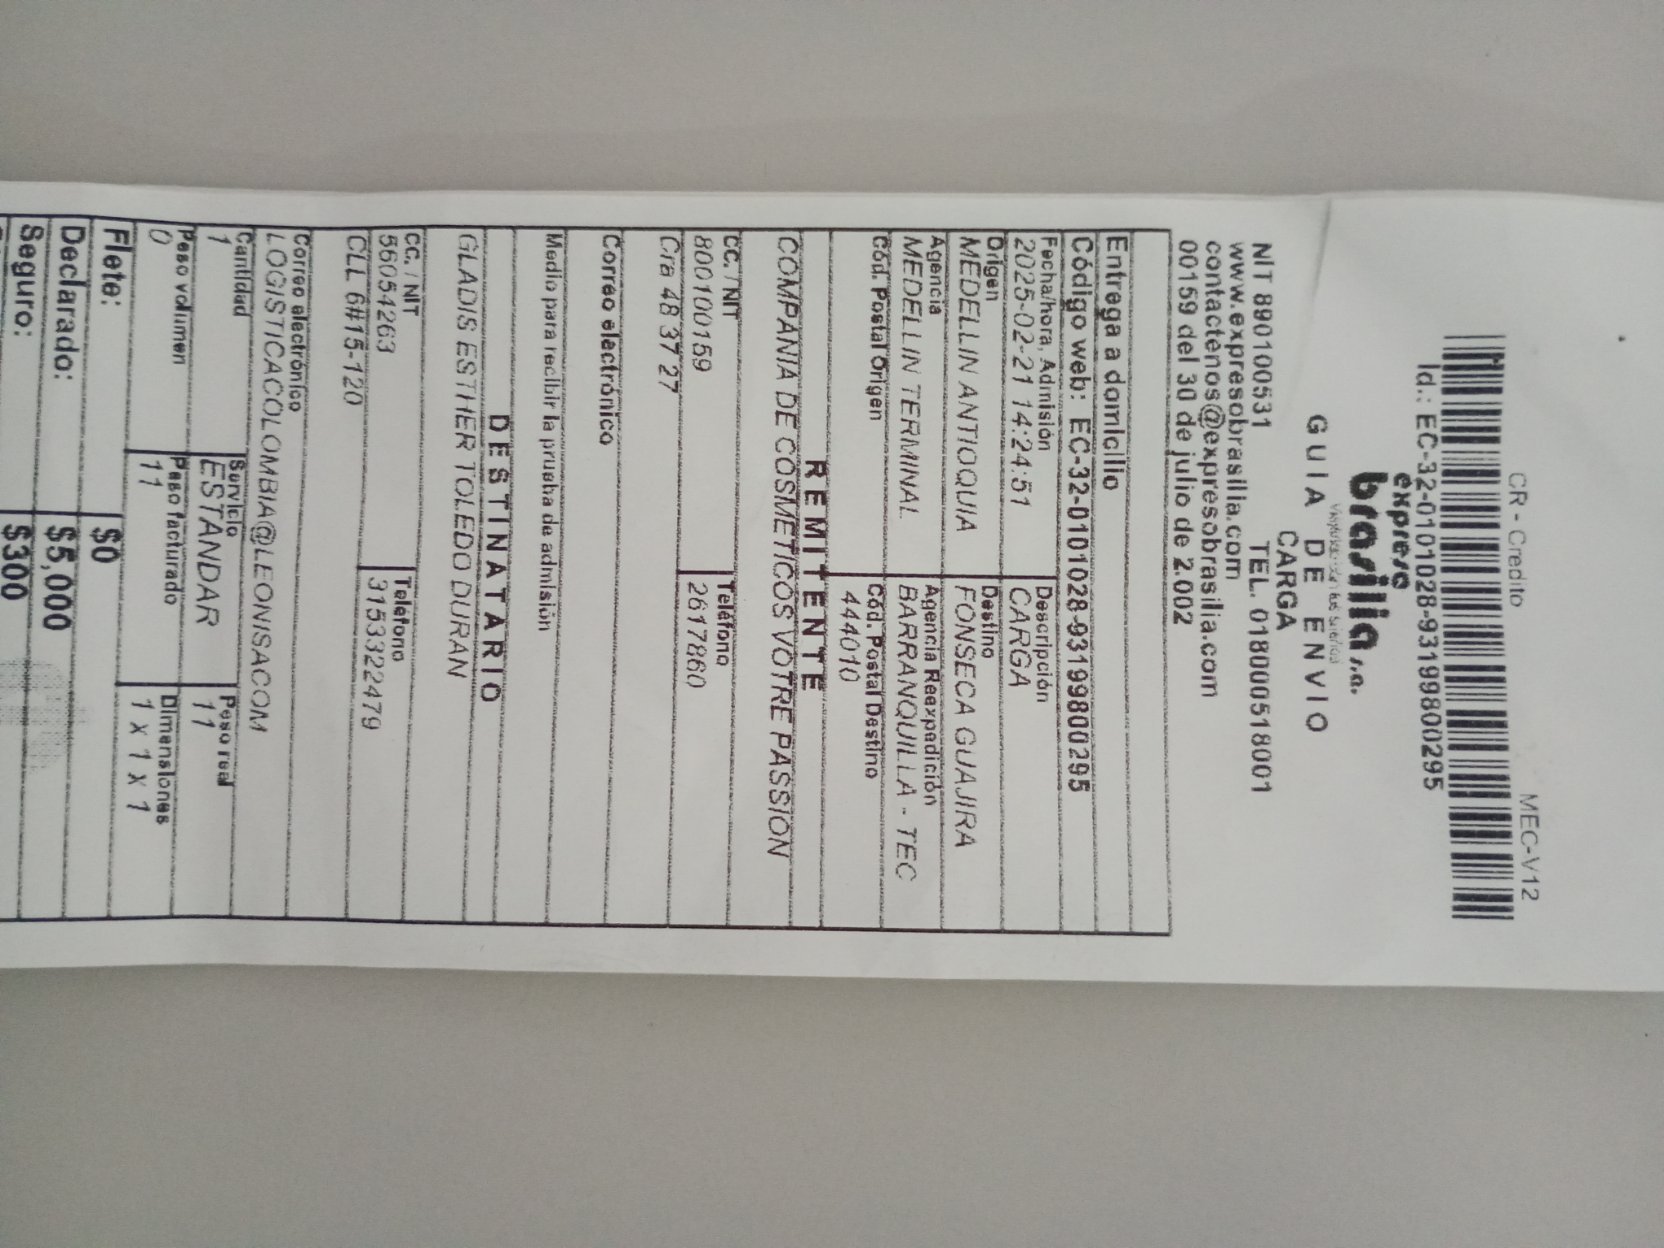 CR - Credito MEC-V12
Id.: EC-32-0101028-9319980​0295
expreso
brasilia s.a.
GUIA DE ENVIO
CARGA
NIT 890100531 TEL. 018000518001
www.expresobrasilia.com
contactenos@expresobrasilia.com
00159 del 30 de julio de 2.002
Entrega a domicilio
Código web: EC-32-0101028-93199800295
Fecha/hora. Admisión Descripción
2025-02-21 14:24:51 CARGA
Origen Destino
MEDELLIN ANTIOQUIA FONSECA GUAJIRA
Agencia Agencia Reexpedición
MEDELLIN TERMINAL BARRANQUILLA - TEC
Cód. Postal Origen Cód. Postal Destino
444010
REMITENTE
COMPAÑIA DE COSMETICOS VOTRE PASSION
CC. / NIT Teléfono
800100159 2617860
Cra 48 37 27
Correo electrónico
Medio para recibir la prueba de admisión
DESTINATARIO
GLADIS ESTHER TOLEDO DURAN
CC. / NIT Teléfono
56054263 3153322479
CLL 6#15-120
Correo electrónico
LOGISTICACOLOMBIA@LEONISACOM
Cantidad Servicio Peso real
1 ESTÁNDAR 11
Peso volumen Peso facturado Dimensiones
0 11 1 x 1 x 1
Flete: $0
Declarado: $5,000
Seguro: $300